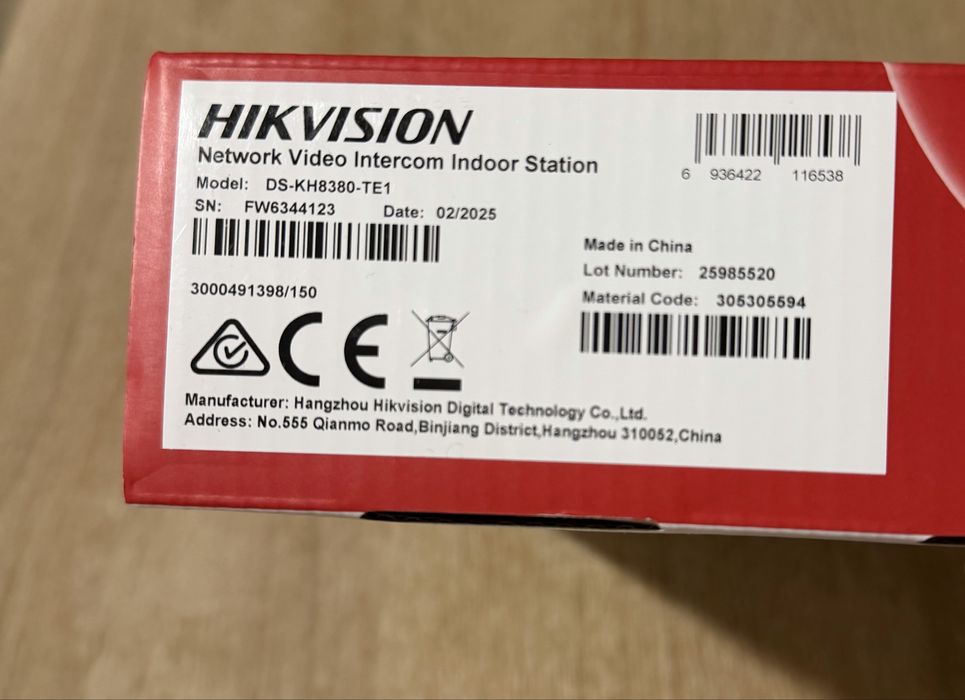 HIKVISION
Network Video Intercom Indoor Station
Model: DS-KH8380-TE1
SN: FW6344123 Date: 02/2025
3000491398/150
6 936422 116538
Made in China
Lot Number: 25985520
Material Code: 305305594
CE
Manufacturer: Hangzhou Hikvision Digital Technology Co.,Ltd.
Address: No.555 Qianmo Road,Binjiang District,Hangzhou 310052,China